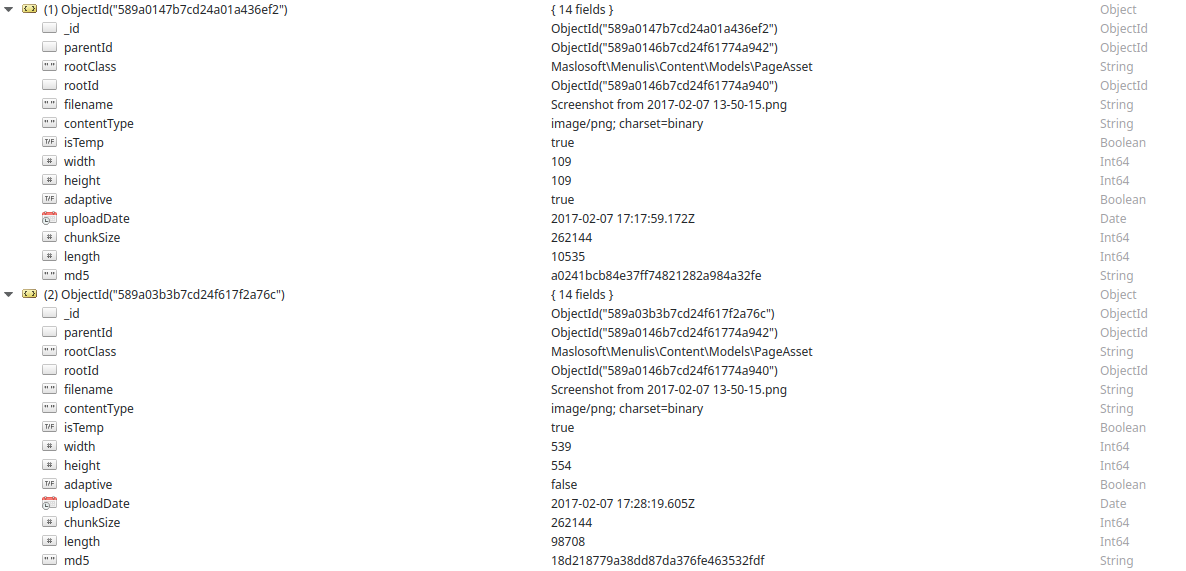 (1) ObjectId("589a0147b7cd24a01a436ef2") { 14 fields } Object
_id ObjectId("589a0147b7cd24a01a436ef2") ObjectId
parentId ObjectId("589a0146b7cd24f61774a942") ObjectId
"" rootClass Maslosoft\Menulis\Content\Models\PageAsset String
rootId ObjectId("589a0146b7cd24f61774a940") ObjectId
"" filename Screenshot from 2017-02-07 13-50-15.png String
"" contentType image/png; charset=binary String
T/F isTemp true Boolean
# width 109 Int64
# height 109 Int64
T/F adaptive true Boolean
uploadDate 2017-02-07 17:17:59.172Z Date
# chunkSize 262144 Int64
# length 10535 Int64
"" md5 a0241bcb84e37ff74821282a984a32fe String
(2) ObjectId("589a03b3b7cd24f617f2a76c") { 14 fields } Object
_id ObjectId("589a03b3b7cd24f617f2a76c") ObjectId
parentId ObjectId("589a0146b7cd24f61774a942") ObjectId
"" rootClass Maslosoft\Menulis\Content\Models\PageAsset String
rootId ObjectId("589a0146b7cd24f61774a940") ObjectId
"" filename Screenshot from 2017-02-07 13-50-15.png String
"" contentType image/png; charset=binary String
T/F isTemp true Boolean
# width 539 Int64
# height 554 Int64
T/F adaptive false Boolean
uploadDate 2017-02-07 17:28:19.605Z Date
# chunkSize 262144 Int64
# length 98708 Int64
"" md5 18d218779a38dd87da376fe463532fdf String